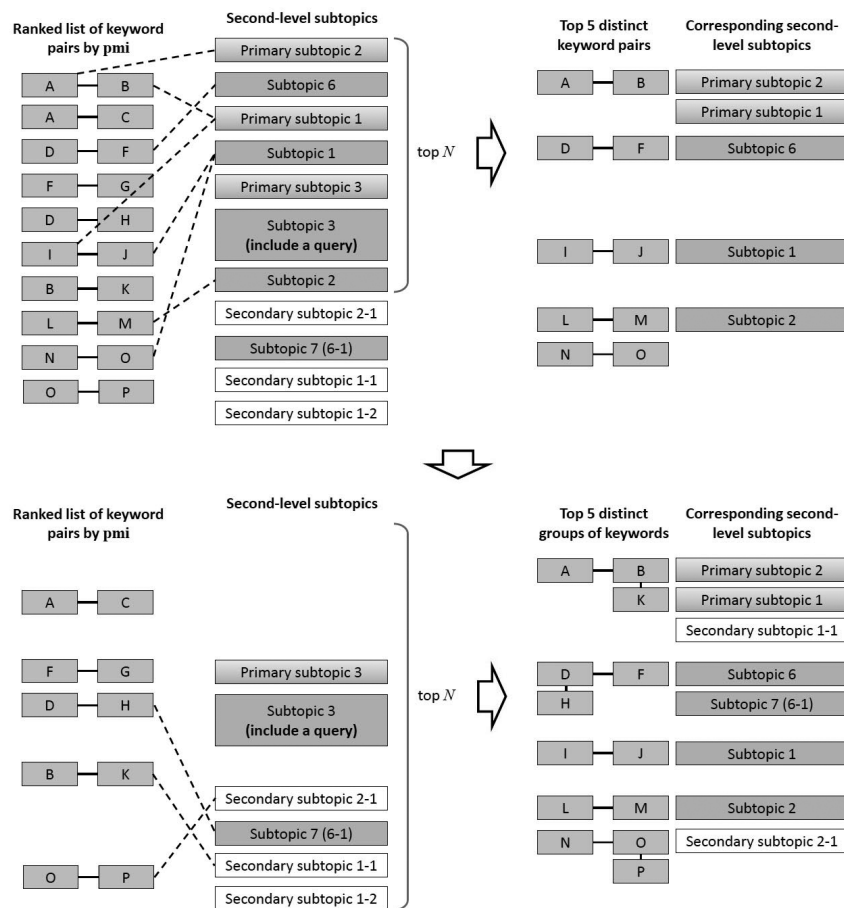 Ranked list of keyword
pairs by pmi
Second-level subtopics
A B
A C
D F
F G
D H
I J
B K
L M
N O
O P
Primary subtopic 2
Subtopic 6
Primary subtopic 1
Subtopic 1
Primary subtopic 3
Subtopic 3
(include a query)
Subtopic 2
Secondary subtopic 2-1
Subtopic 7 (6-1)
Secondary subtopic 1-1
Secondary subtopic 1-2
top N
Top 5 distinct
keyword pairs
Corresponding second-
level subtopics
A B Primary subtopic 2
Primary subtopic 1
D F Subtopic 6
I J Subtopic 1
L M Subtopic 2
N O
Ranked list of keyword
pairs by pmi
Second-level subtopics
A C
F G
D H
B K
O P
Primary subtopic 3
Subtopic 3
(include a query)
Secondary subtopic 2-1
Subtopic 7 (6-1)
Secondary subtopic 1-1
Secondary subtopic 1-2
top N
Top 5 distinct
groups of keywords
Corresponding second-
level subtopics
A B Primary subtopic 2
K Primary subtopic 1
Secondary subtopic 1-1
D F Subtopic 6
H Subtopic 7 (6-1)
I J Subtopic 1
L M Subtopic 2
N O Secondary subtopic 2-1
P